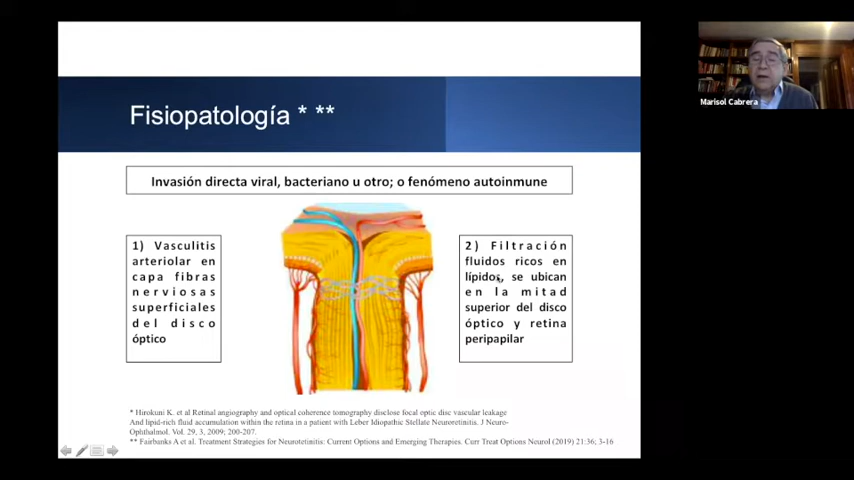 Fisiopatología * **
Invasión directa viral, bacteriano u otro; o fenómeno autoinmune
1) Vasculitis
arteriolar en
capa fibras
nerviosas
superficiales
del disco
óptico
2) Filtración
fluidos ricos en
lípidos, se ubican
en la mitad
superior del disco
óptico y retina
peripapilar
* Hirokuni K. et al Retinal angiography and optical coherence tomography disclose focal optic disc vascular leakage
And lipid-rich fluid accumulation within the retina in a patient with Leber Idiopathic Stellate Neuroretinitis. J Neuro-
Ophthalmol. Vol. 29, 3, 2009; 200-207.
** Fairbanks A et al. Treatment Strategies for Neurotetinitis: Current Options and Emerging Therapies. Curr Treat Options Neurol (2019) 21:36; 3-16
Marisol Cabrera